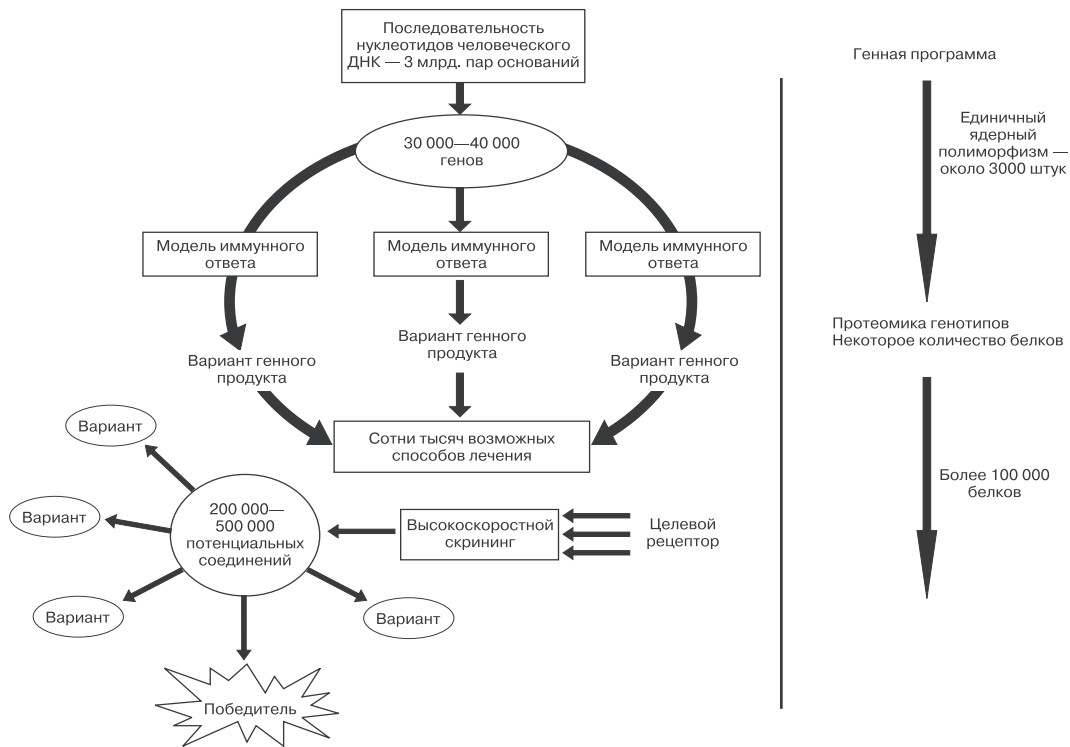 Последовательность
нуклеотидов человеческого
ДНК — 3 млрд. пар оснований
30 000—40 000
генов
Модель иммунного
ответа
Модель иммунного
ответа
Модель иммунного
ответа
Вариант генного
продукта
Вариант генного
продукта
Вариант генного
продукта
Сотни тысяч возможных
способов лечения
Целевой
рецептор
Высокоскоростной
скрининг
200 000—
500 000
потенциальных
соединений
Вариант
Вариант
Вариант
Вариант
Победитель
Генная программа
Единичный
ядерный
полиморфизм —
около 3000 штук
Протеомика генотипов
Некоторое количество белков
Более 100 000
белков